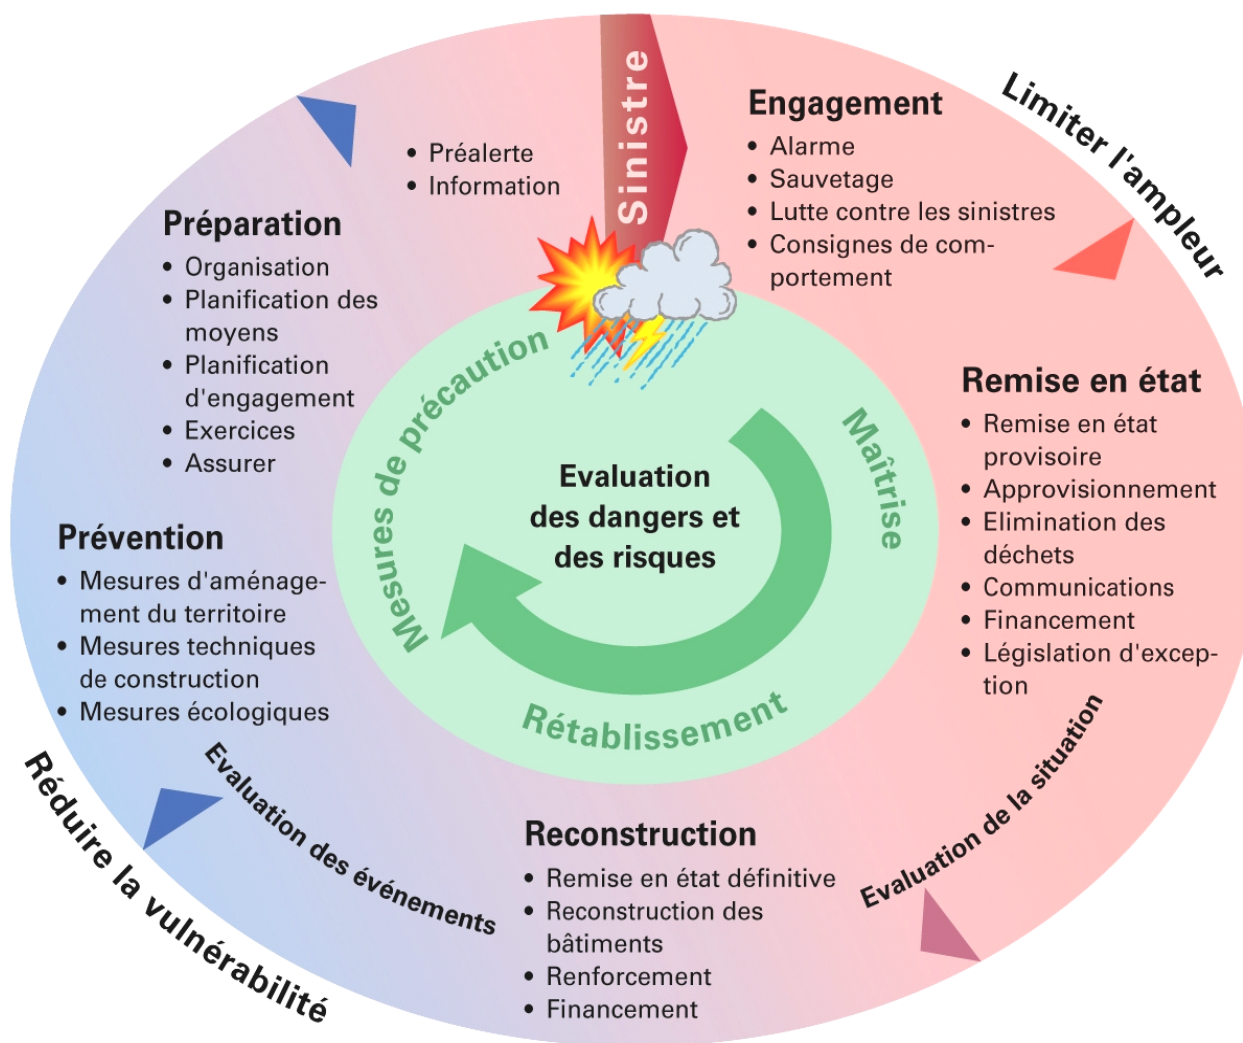 Sinistre
Engagement
• Alarme
• Sauvetage
• Lutte contre les sinistres
• Consignes de com-
portement
Limiter l'ampleur
Remise en état
• Remise en état
provisoire
• Approvisionnement
• Elimination des
déchets
• Communications
• Financement
• Législation d'excep-
tion
Evaluation de la situation
Reconstruction
• Remise en état définitive
• Reconstruction des
bâtiments
• Renforcement
• Financement
Evaluation des événements
Réduire la vulnérabilité
Prévention
• Mesures d'aménage-
ment du territoire
• Mesures techniques
de construction
• Mesures écologiques
Préparation
• Organisation
• Planification des
moyens
• Planification
d'engagement
• Exercices
• Assurer
• Préalerte
• Information
Mesures de précaution
Maîtrise
Rétablissement
Evaluation
des dangers et
des risques